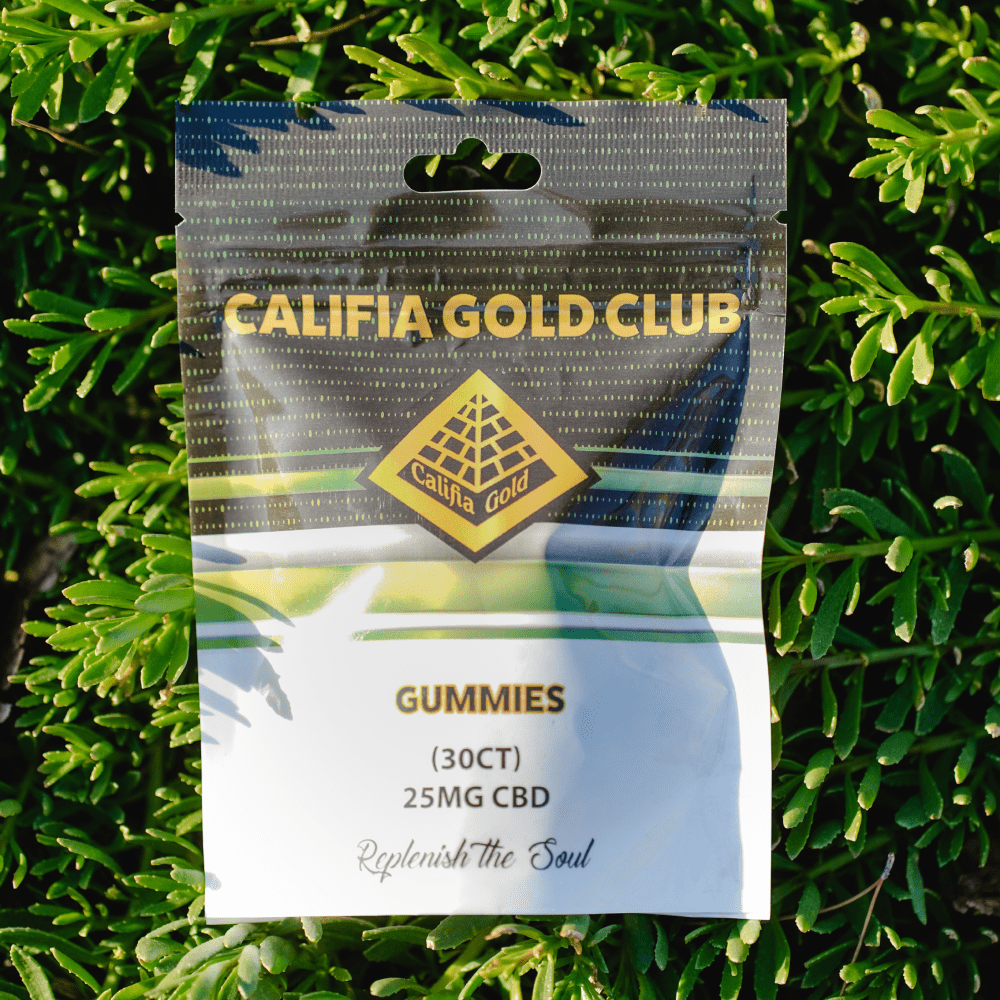 CALIFIA GOLD CLUB
Califia Gold
GUMMIES
(30CT)
25MG CBD
Replenish the Soul